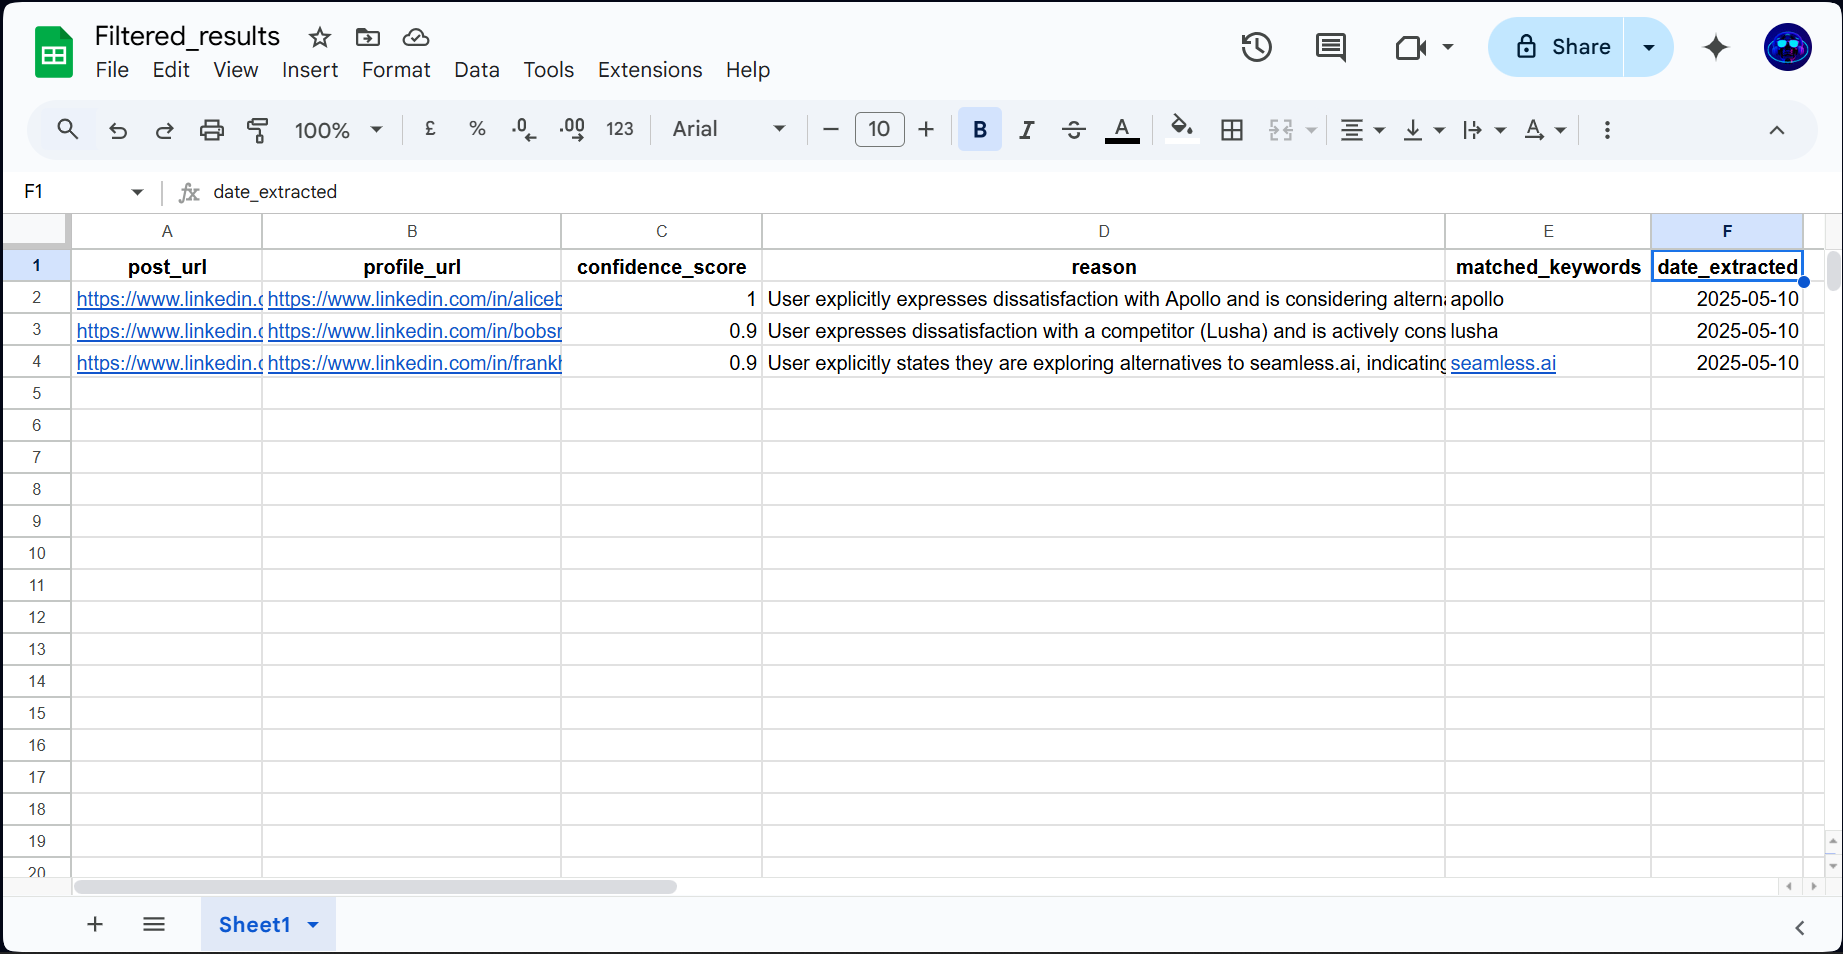 Filtered_results
File Edit View Insert Format Data Tools Extensions Help
Share
100% £ % .0 .00 123 Arial 10 B I S A A
F1 fx date_extracted
A B C D E F
1 post_url profile_url confidence_score reason matched_keywords date_extracted
2 https://www.linkedin.c https://www.linkedin.com/in/aliceb 1 User explicitly expresses dissatisfaction with Apollo and is considering altern apollo 2025-05-10
3 https://www.linkedin.c https://www.linkedin.com/in/bobsr 0.9 User expresses dissatisfaction with a competitor (Lusha) and is actively cons lusha 2025-05-10
4 https://www.linkedin.c https://www.linkedin.com/in/frankh 0.9 User explicitly states they are exploring alternatives to seamless.ai, indicating seamless.ai 2025-05-10
5
6
7
8
9
10
11
12
13
14
15
16
17
18
19
20
Sheet1